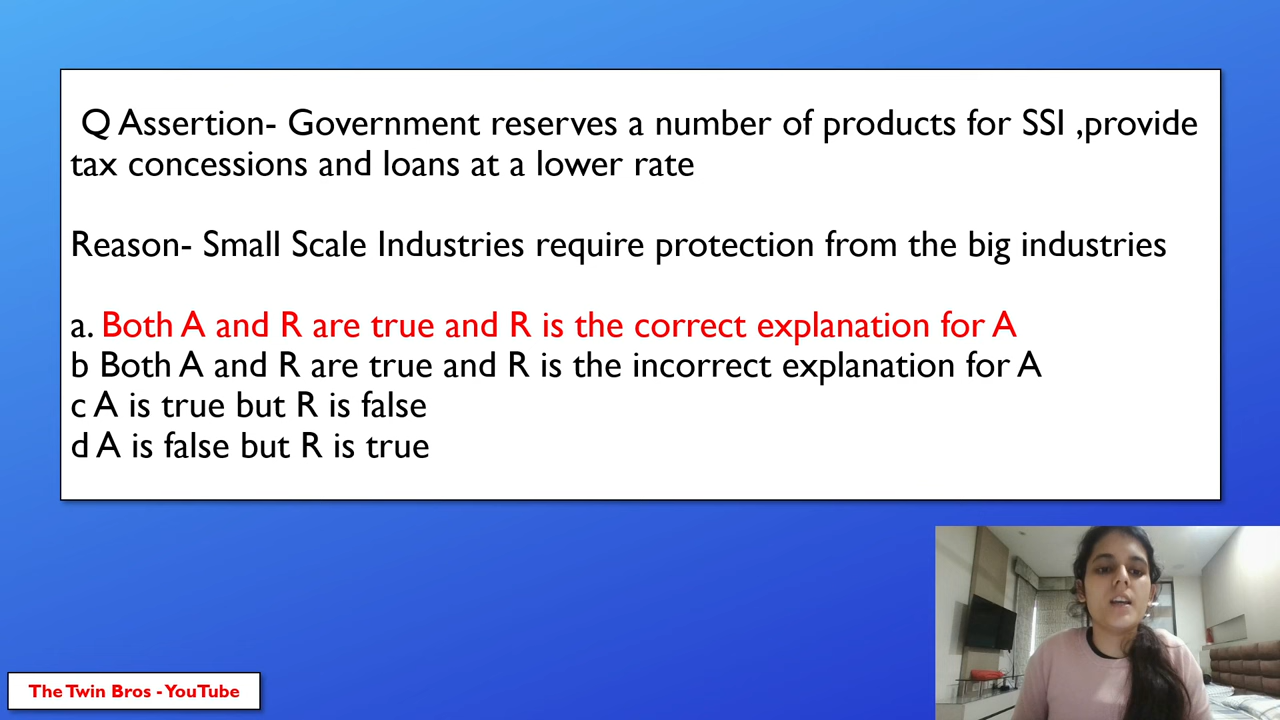 Q Assertion- Government reserves a number of products for SSI ,provide
tax concessions and loans at a lower rate
Reason- Small Scale Industries require protection from the big industries
a. Both A and R are true and R is the correct explanation for A
b Both A and R are true and R is the incorrect explanation for A
c A is true but R is false
d A is false but R is true
The Twin Bros - YouTube